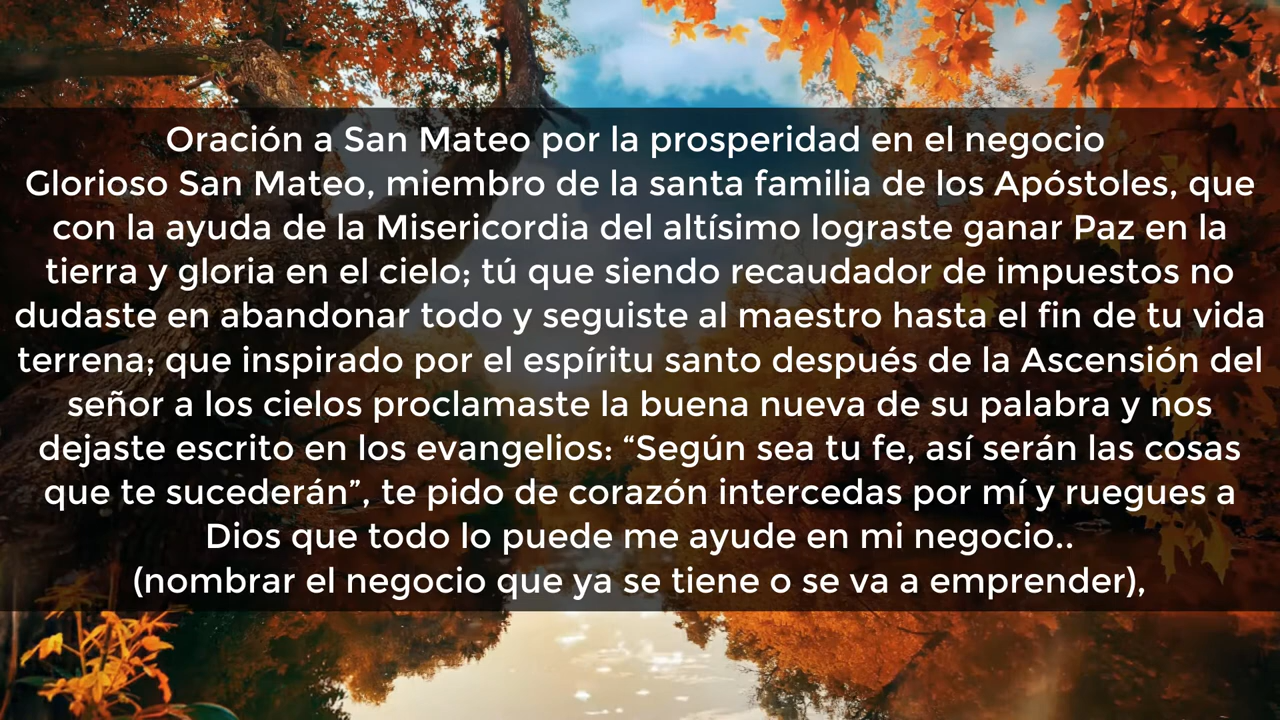 Oración a San Mateo por la prosperidad en el negocio
Glorioso San Mateo, miembro de la santa familia de los Apóstoles, que
con la ayuda de la Misericordia del altísimo lograste ganar Paz en la
tierra y gloria en el cielo; tú que siendo recaudador de impuestos no
dudaste en abandonar todo y seguiste al maestro hasta el fin de tu vida
terrena; que inspirado por el espíritu santo después de la Ascensión del
señor a los cielos proclamaste la buena nueva de su palabra y nos
dejaste escrito en los evangelios: “Según sea tu fe, así serán las cosas
que te sucederán”, te pido de corazón intercedas por mí y ruegues a
Dios que todo lo puede me ayude en mi negocio..
(nombrar el negocio que ya se tiene o se va a emprender),